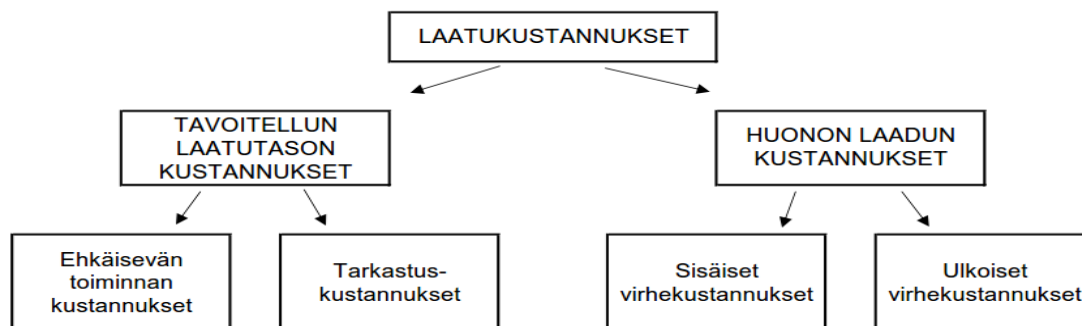 LAATUKUSTANNUKSET
TAVOITELLUN
LAATUTASON
KUSTANNUKSET
HUONON LAADUN
KUSTANNUKSET
Ehkäisevän
toiminnan
kustannukset
Tarkastus-
kustannukset
Sisäiset
virhekustannukset
Ulkoiset
virhekustannukset